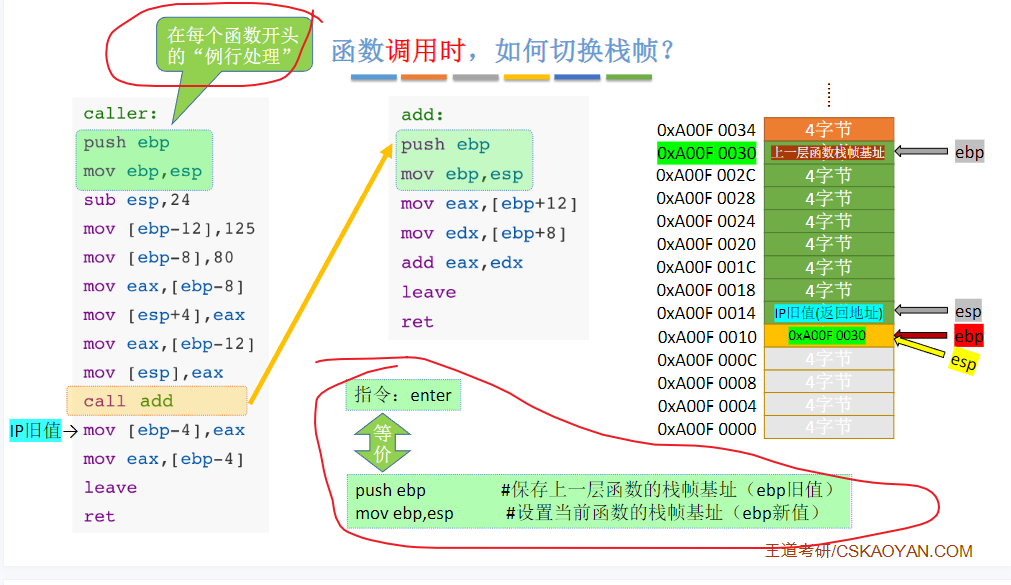 在每个函数开头
的“例行处理”
函数调用时，如何切换栈帧？
caller:
push ebp
mov ebp,esp
sub esp,24
mov [ebp-12],125
mov [ebp-8],80
mov eax,[ebp-8]
mov [esp+4],eax
mov eax,[ebp-12]
mov [esp],eax
call add
IP旧值
mov [ebp-4],eax
mov eax,[ebp-4]
leave
ret
add:
push ebp
mov ebp,esp
mov eax,[ebp+12]
mov edx,[ebp+8]
add eax,edx
leave
ret
指令：enter
等
价
push ebp #保存上一层函数的栈帧基址（ebp旧值）
mov ebp,esp #设置当前函数的栈帧基址（ebp新值）
0xA00F 0034 4字节
0xA00F 0030 上一层函数栈帧基址 ebp
0xA00F 002C 4字节
0xA00F 0028 4字节
0xA00F 0024 4字节
0xA00F 0020 4字节
0xA00F 001C 4字节
0xA00F 0018 4字节
0xA00F 0014 IP旧值(返回地址) esp
0xA00F 0010 0xA00F 0030 ebp
esp
0xA00F 000C 4字节
0xA00F 0008 4字节
0xA00F 0004 4字节
0xA00F 0000 4字节
王道考研/CSKAOYAN.COM